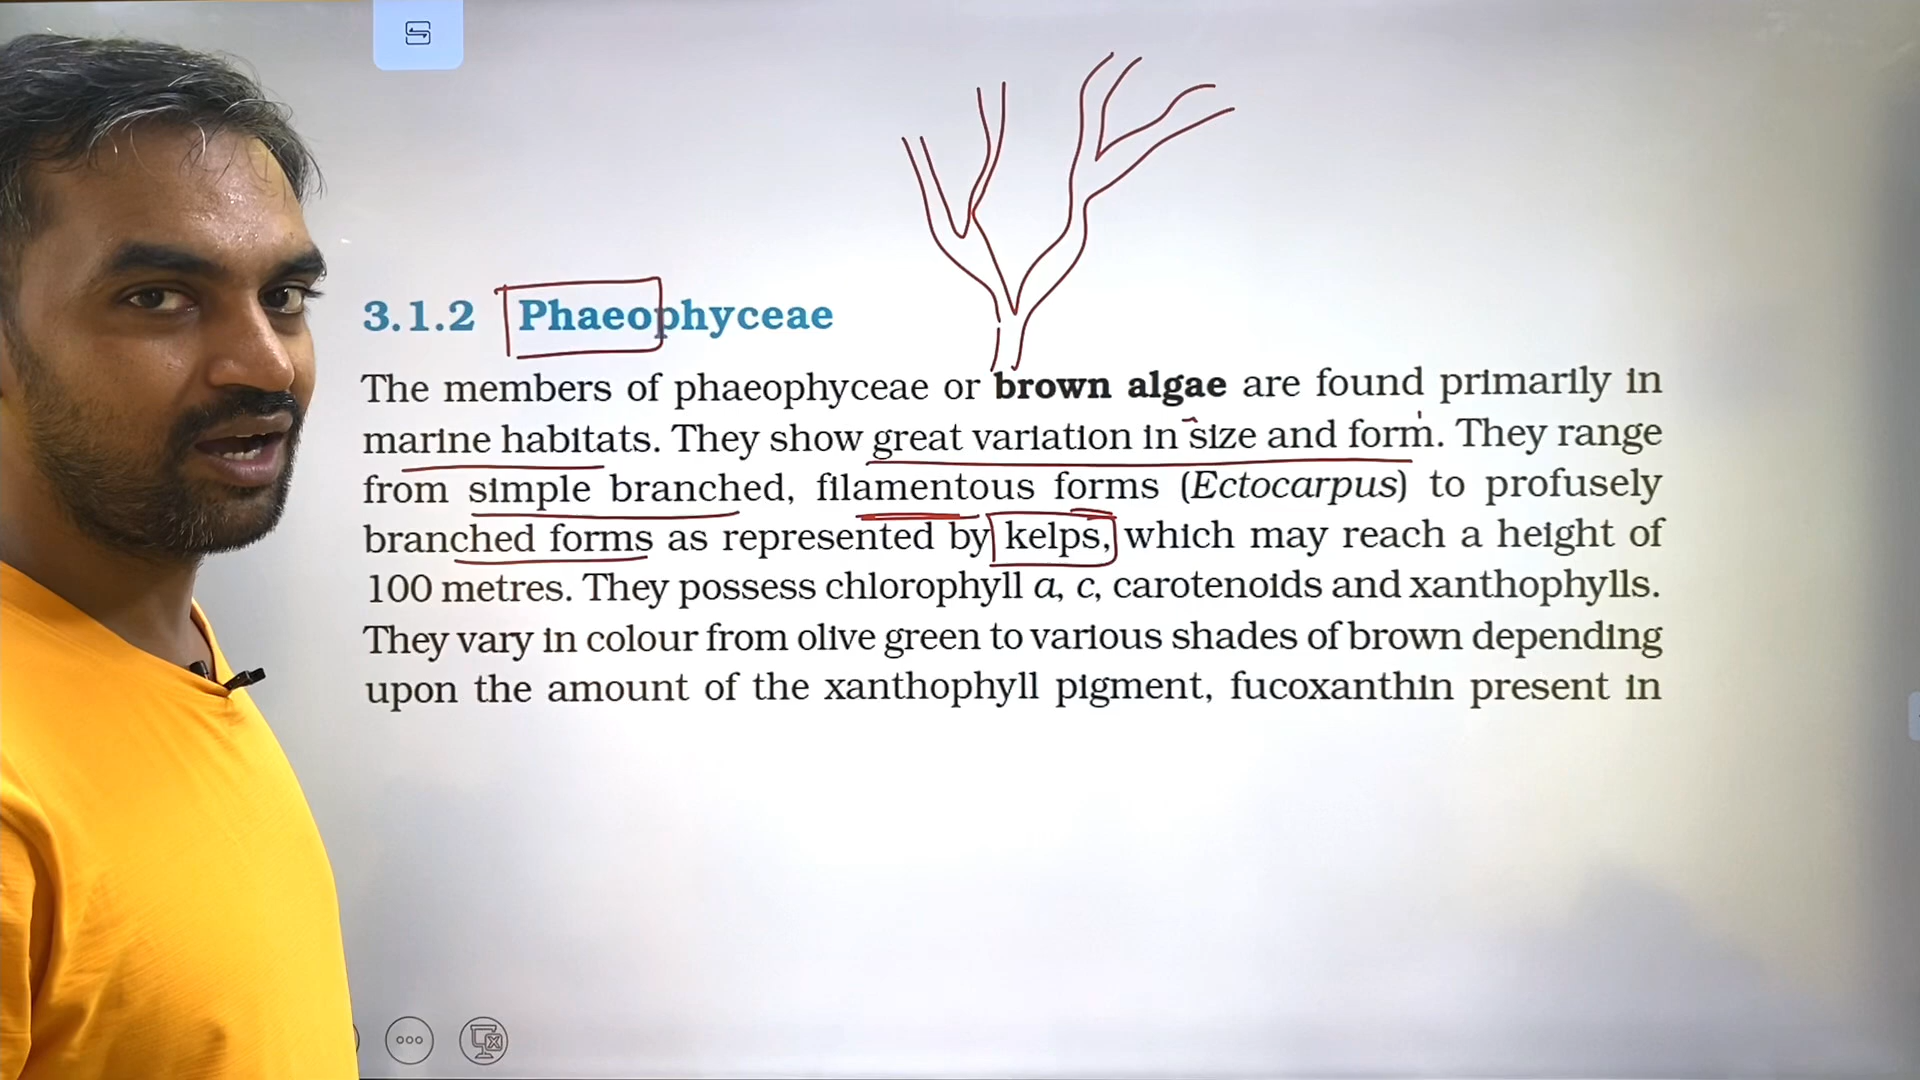 3.1.2 Phaeophyceae
The members of phaeophyceae or brown algae are found primarily in
marine habitats. They show great variation in size and form. They range
from simple branched, filamentous forms (Ectocarpus) to profusely
branched forms as represented by kelps, which may reach a height of
100 metres. They possess chlorophyll a, c, carotenoids and xanthophylls.
They vary in colour from olive green to various shades of brown depending
upon the amount of the xanthophyll pigment, fucoxanthin present in